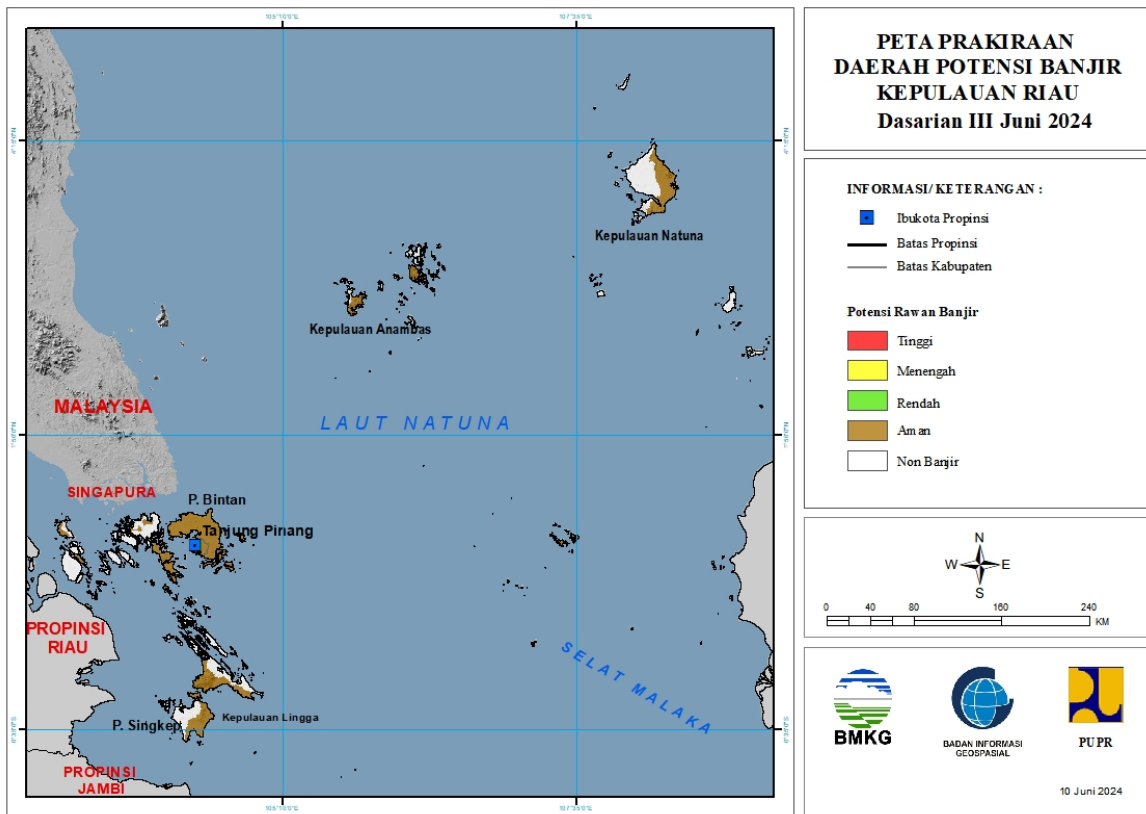 PETA PRAKIRAAN
DAERAH POTENSI BANJIR
KEPULAUAN RIAU
Dasarian III Juni 2024
INFORMASI/ KETERANGAN :
Ibukota Propinsi
Batas Propinsi
Batas Kabupaten
Potensi Rawan Banjir
Tinggi
Menengah
Rendah
Aman
Non Banjir
N
W E
S
0 40 80 160 240
KM
BMKG
BADAN INFORMASI
GEOSPASIAL
PUPR
10 Juni 2024
Kepulauan Natuna
Kepulauan Anambas
MALAYSIA
LAUT NATUNA
SINGAPURA
P. Bintan
Tanjung Pinang
PROPINSI
RIAU
SELAT MALAKA
P. Singkep
Kepulauan Lingga
PROPINSI
JAMBI